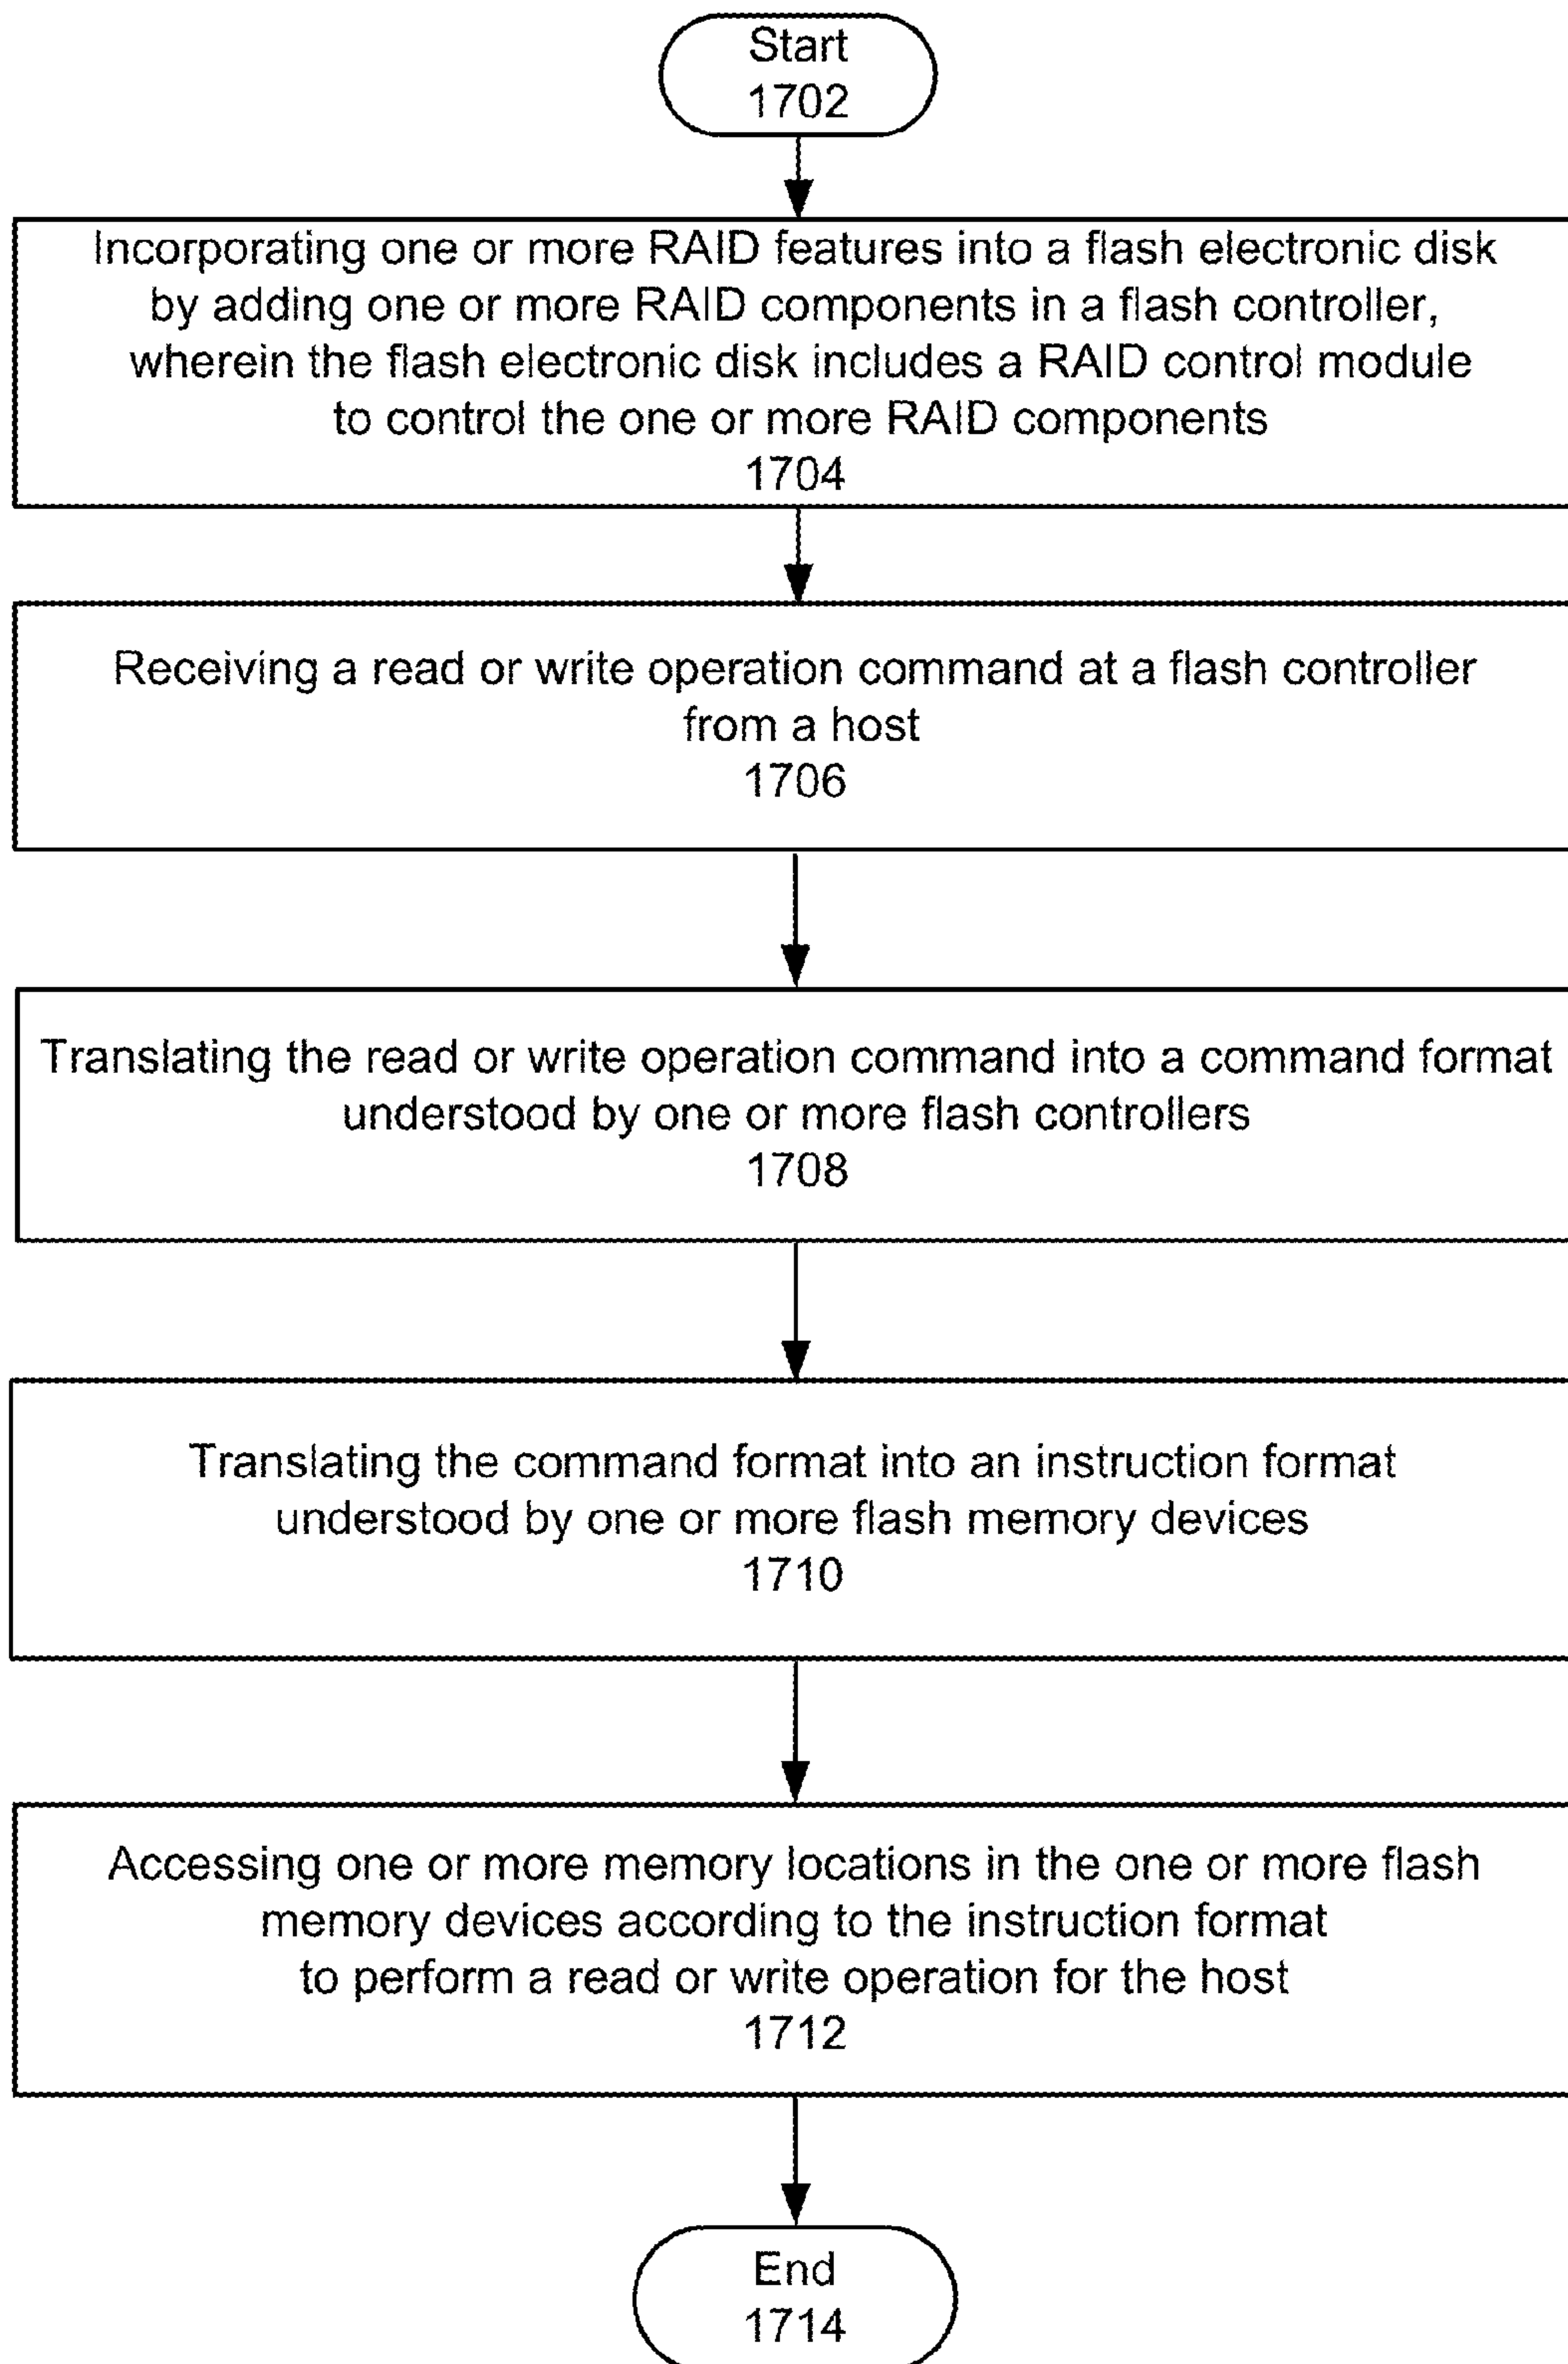 Start
1702
Incorporating one or more RAID features into a flash electronic disk
by adding one or more RAID components in a flash controller,
wherein the flash electronic disk includes a RAID control module
to control the one or more RAID components
1704
Receiving a read or write operation command at a flash controller
from a host
1706
Translating the read or write operation command into a command format
understood by one or more flash controllers
1708
Translating the command format into an instruction format
understood by one or more flash memory devices
1710
Accessing one or more memory locations in the one or more flash
memory devices according to the instruction format
to perform a read or write operation for the host
1712
End
1714